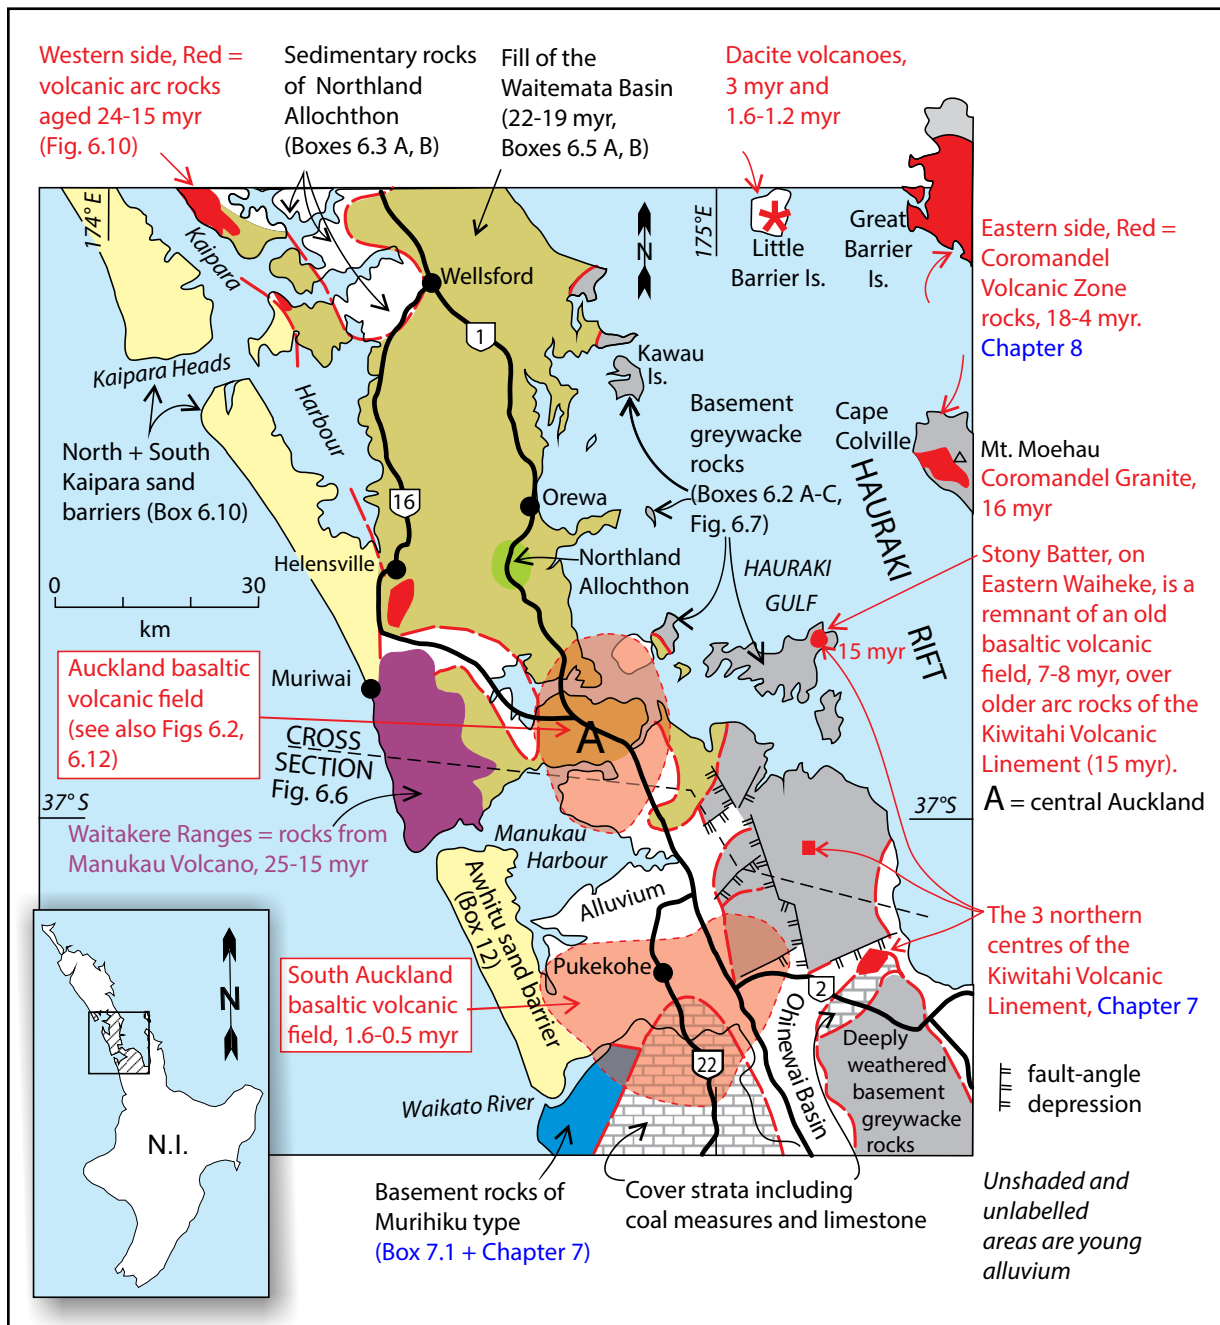 Western side, Red =
volcanic arc rocks
aged 24-15 myr
(Fig. 6.10)
Sedimentary rocks
of Northland
Allochthon
(Boxes 6.3 A, B)
Fill of the
Waitemata Basin
(22-19 myr,
Boxes 6.5 A, B)
Dacite volcanoes,
3 myr and
1.6-1.2 myr
174° E
175°E
N
Kaipara
Wellsford
Little
Barrier Is.
Great
Barrier
Is.
Eastern side, Red =
Coromandel
Volcanic Zone
rocks, 18-4 myr.
Chapter 8
1
Kaipara Heads
Harbour
Kawau
Is.
Basement
greywacke
rocks
(Boxes 6.2 A-C,
Fig. 6.7)
Cape
Colville
North + South
Kaipara sand
barriers (Box 6.10)
Mt. Moehau
Coromandel Granite,
16 myr
16
Orewa
HAURAKI
RIFT
Helensville
Northland
Allochthon
HAURAKI
GULF
Stony Batter, on
Eastern Waiheke, is a
remnant of an old
basaltic volcanic
field, 7-8 myr, over
older arc rocks of the
Kiwitahi Volcanic
Linement (15 myr).
0 30
km
15 myr
Muriwai
Auckland basaltic
volcanic field
(see also Figs 6.2,
6.12)
A
CROSS
SECTION
Fig. 6.6
37° S
37°S
A = central Auckland
Waitakere Ranges = rocks from
Manukau Volcano, 25-15 myr
Manukau
Harbour
Awhitu sand barrier
(Box 12)
Alluvium
N
South Auckland
basaltic volcanic
field, 1.6-0.5 myr
Pukekohe
2
The 3 northern
centres of the
Kiwitahi Volcanic
Linement, Chapter 7
Ohinewai Basin
22
Deeply
weathered
basement
greywacke
rocks
fault-angle
depression
Waikato River
N.I.
Basement rocks of
Murihiku type
(Box 7.1 + Chapter 7)
Cover strata including
coal measures and limestone
Unshaded and
unlabelled
areas are young
alluvium